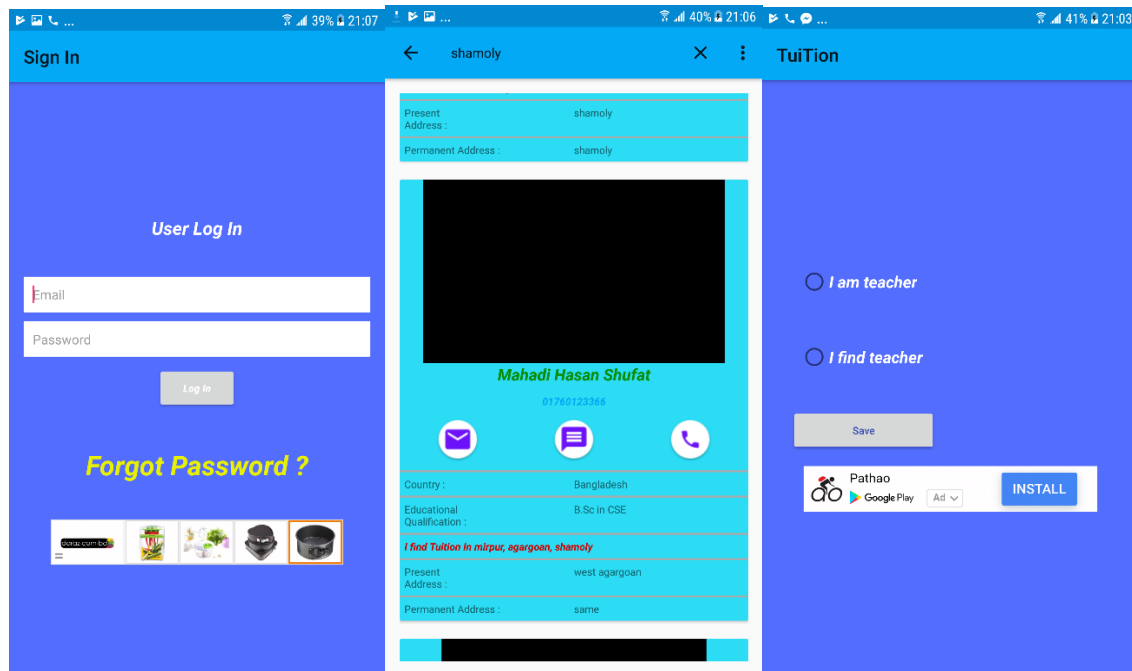 ... 39% 21:07
Sign In
User Log In
Email
Password
Log In
Forgot Password ?
... 40% 21:06
shamoly
Present
Address :
shamoly
Permanent Address :
shamoly
Mahadi Hasan Shufat
01760123366
Country :
Bangladesh
Educational
Qualification :
B.Sc in CSE
I find Tuition in mirpur, agargoan, shamoly
Present
Address :
west agargoan
Permanent Address :
same
... 41% 21:03
TuiTion
I am teacher
I find teacher
Save
Pathao
Google Play
Ad
INSTALL